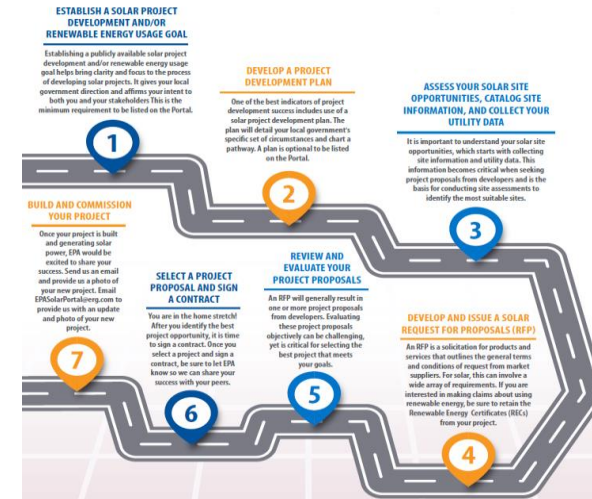 ESTABLISH A SOLAR PROJECT
DEVELOPMENT AND/OR
RENEWABLE ENERGY USAGE GOAL
Establishing a publicly available solar project
development and/or renewable energy usage
goal helps bring clarity and focus to the process
of developing solar projects. It gives your local
government direction and affirms your intent to
both you and your stakeholders This is the
minimum requirement to be listed on the Portal.
1
DEVELOP A PROJECT
DEVELOPMENT PLAN
One of the best indicators of project
development success includes use of a
solar project development plan. The
plan will detail your local government's
specific set of circumstances and chart a
pathway. A plan is optional to be listed
on the Portal.
2
ASSESS YOUR SOLAR SITE
OPPORTUNITIES, CATALOG SITE
INFORMATION, AND COLLECT YOUR
UTILITY DATA
It is important to understand your solar site
opportunities, which starts with collecting
site information and utility data. This
information becomes critical when seeking
project proposals from developers and is the
basis for conducting site assessments to
identify the most suitable sites.
3
DEVELOP AND ISSUE A SOLAR
REQUEST FOR PROPOSALS (RFP)
An RFP is a solicitation for products and
services that outlines the general terms
and conditions of request from market
suppliers. For solar, this can involve a
wide array of requirements. If you are
interested in making claims about using
renewable energy, be sure to retain the
Renewable Energy Certificates (RECs)
from your project.
4
REVIEW AND
EVALUATE YOUR
PROJECT PROPOSALS
An RFP will generally result in
one or more project proposals
from developers. Evaluating
these project proposals
objectively can be challenging,
yet is critical for selecting the
best project that meets
your goals.
5
SELECT A PROJECT
PROPOSAL AND SIGN
A CONTRACT
You are in the home stretch!
After you identify the best
project opportunity, it is time
to sign a contract. Once you
select a project and sign a
contract, be sure to let EPA
know so we can share your
success with your peers.
6
BUILD AND COMMISSION
YOUR PROJECT
Once your project is built
and generating solar
power, EPA would be
excited to share your
success. Send us an email
and provide us a photo of
your new project. Email
EPASolarPortal@erg.com to
provide us with an update
and photo of your new
project.
7